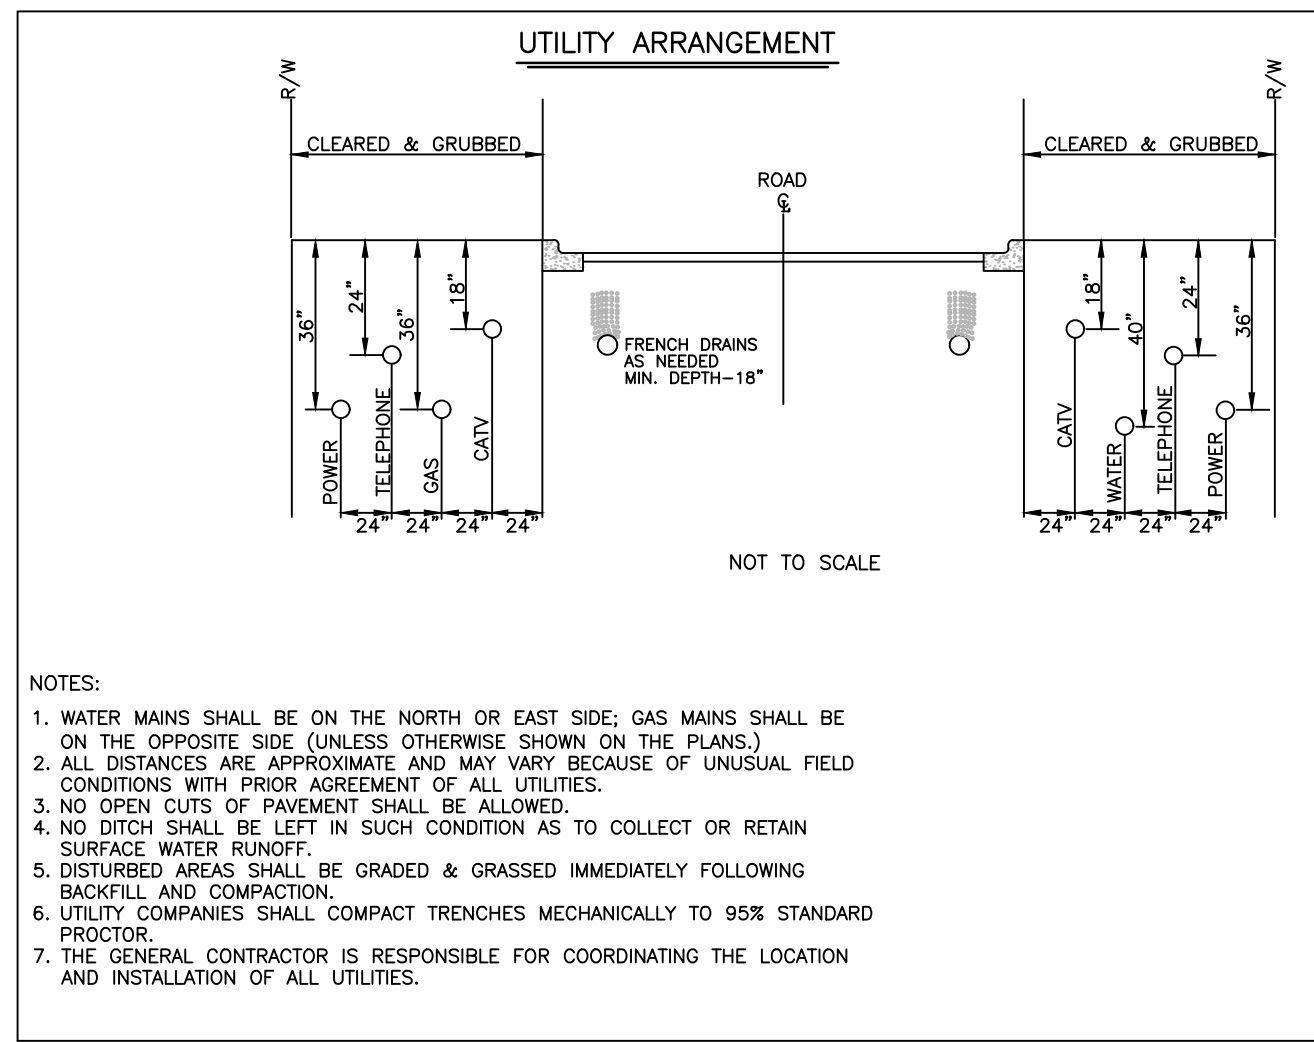 UTILITY ARRANGEMENT
R/W
R/W
CLEARED & GRUBBED
CLEARED & GRUBBED
ROAD
℄
36"
24"
36"
18"
18"
40"
24"
36"
FRENCH DRAINS
AS NEEDED
MIN. DEPTH-18"
POWER
TELEPHONE
GAS
CATV
CATV
WATER
TELEPHONE
POWER
24" 24" 24" 24"
24" 24" 24" 24"
NOT TO SCALE
NOTES:
1. WATER MAINS SHALL BE ON THE NORTH OR EAST SIDE; GAS MAINS SHALL BE
ON THE OPPOSITE SIDE (UNLESS OTHERWISE SHOWN ON THE PLANS.)
2. ALL DISTANCES ARE APPROXIMATE AND MAY VARY BECAUSE OF UNUSUAL FIELD
CONDITIONS WITH PRIOR AGREEMENT OF ALL UTILITIES.
3. NO OPEN CUTS OF PAVEMENT SHALL BE ALLOWED.
4. NO DITCH SHALL BE LEFT IN SUCH CONDITION AS TO COLLECT OR RETAIN
SURFACE WATER RUNOFF.
5. DISTURBED AREAS SHALL BE GRADED & GRASSED IMMEDIATELY FOLLOWING
BACKFILL AND COMPACTION.
6. UTILITY COMPANIES SHALL COMPACT TRENCHES MECHANICALLY TO 95% STANDARD
PROCTOR.
7. THE GENERAL CONTRACTOR IS RESPONSIBLE FOR COORDINATING THE LOCATION
AND INSTALLATION OF ALL UTILITIES.